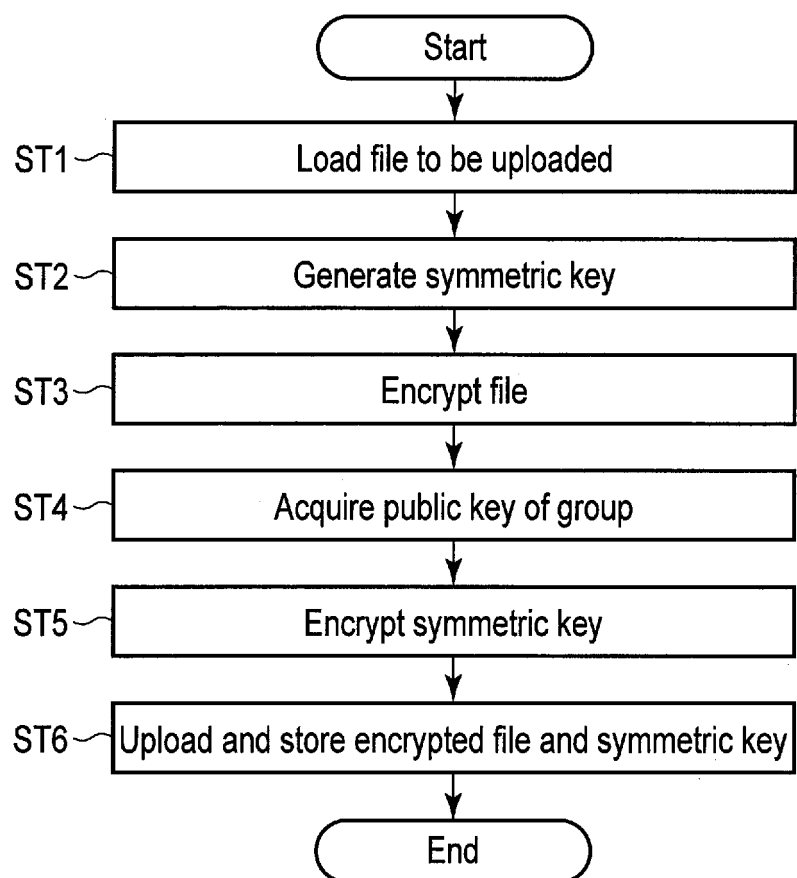 Start
ST1 Load file to be uploaded
ST2 Generate symmetric key
ST3 Encrypt file
ST4 Acquire public key of group
ST5 Encrypt symmetric key
ST6 Upload and store encrypted file and symmetric key
End